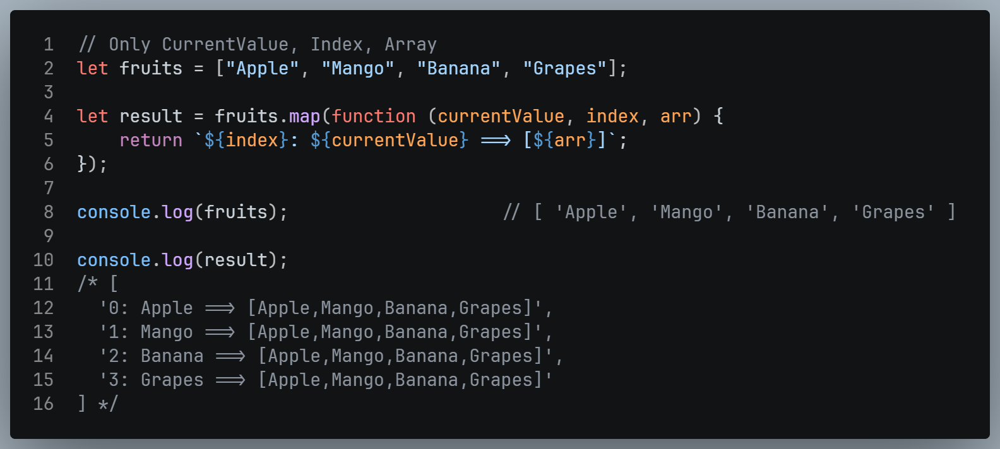 1 // Only CurrentValue, Index, Array
2 let fruits = ["Apple", "Mango", "Banana", "Grapes"];
3
4 let result = fruits.map(function (currentValue, index, arr) {
5     return `${index}: ${currentValue} ==> [${arr}]`;
6 });
7
8 console.log(fruits);                    // [ 'Apple', 'Mango', 'Banana', 'Grapes' ]
9
10 console.log(result);
11 /* [
12   '0: Apple ==> [Apple,Mango,Banana,Grapes]',
13   '1: Mango ==> [Apple,Mango,Banana,Grapes]',
14   '2: Banana ==> [Apple,Mango,Banana,Grapes]',
15   '3: Grapes ==> [Apple,Mango,Banana,Grapes]'
16 ] */